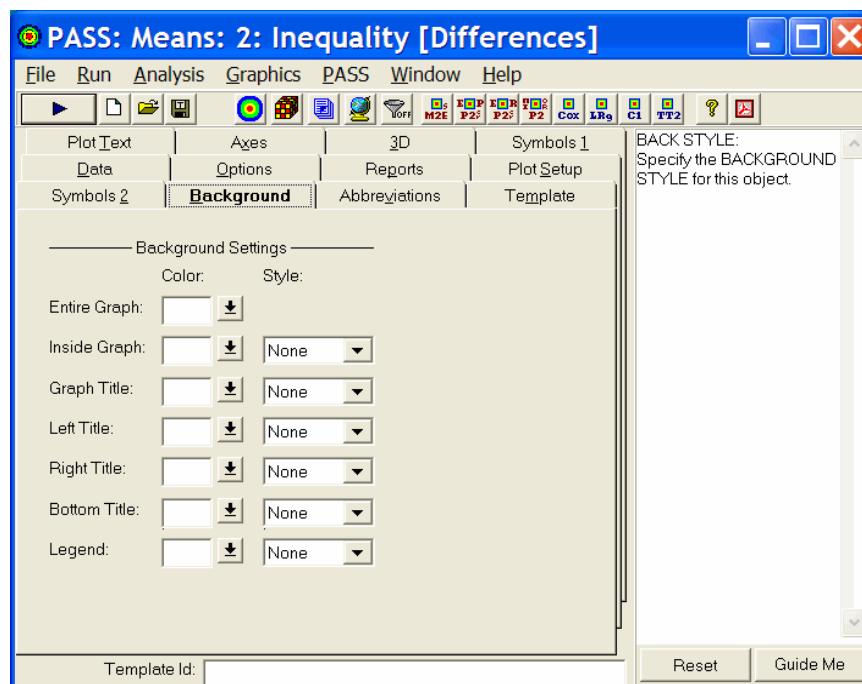 PASS: Means: 2: Inequality [Differences]
File Run Analysis Graphics PASS Window Help
OFF M2E P2 P2 P2 Cox LRg C1 TT2
Plot Text Axes 3D Symbols 1
Data Options Reports Plot Setup
Symbols 2 Background Abbreviations Template
Background Settings
Color: Style:
Entire Graph:
Inside Graph: None
Graph Title: None
Left Title: None
Right Title: None
Bottom Title: None
Legend: None
Template Id:
BACK STYLE:
Specify the BACKGROUND
STYLE for this object.
Reset Guide Me